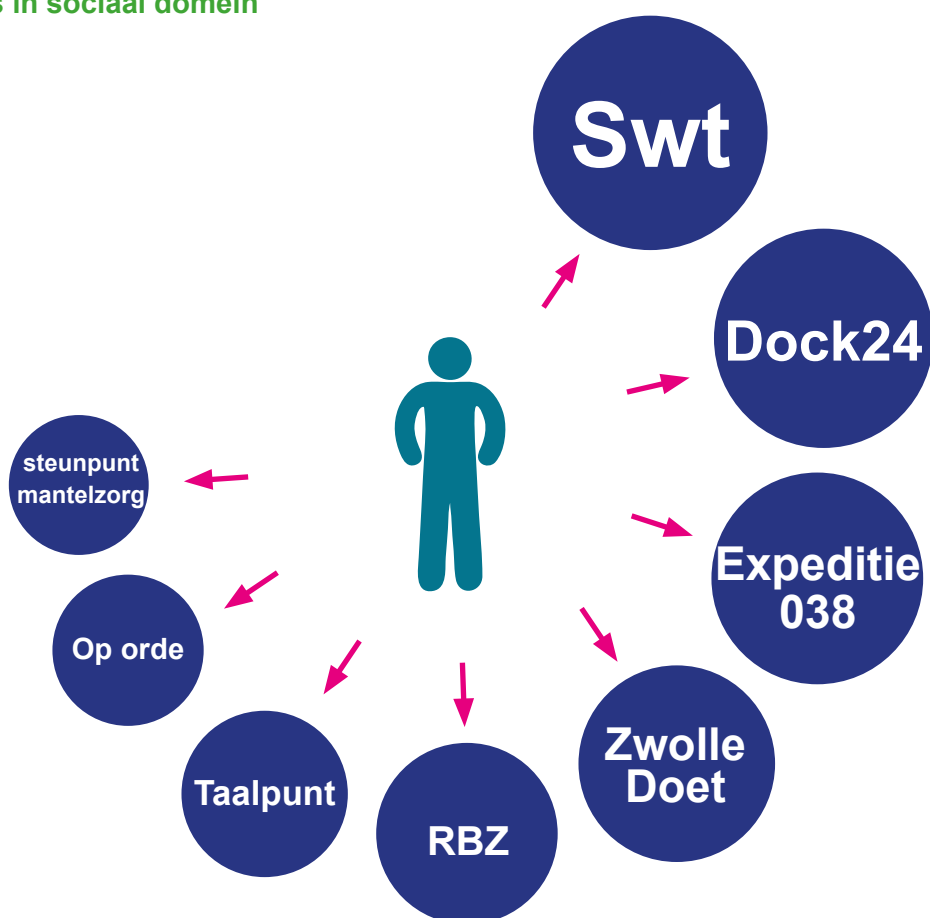 s in sociaal domein
Swt
Dock24
Expeditie
038
Zwolle
Doet
RBZ
Taalpunt
Op orde
steunpunt
mantelzorg